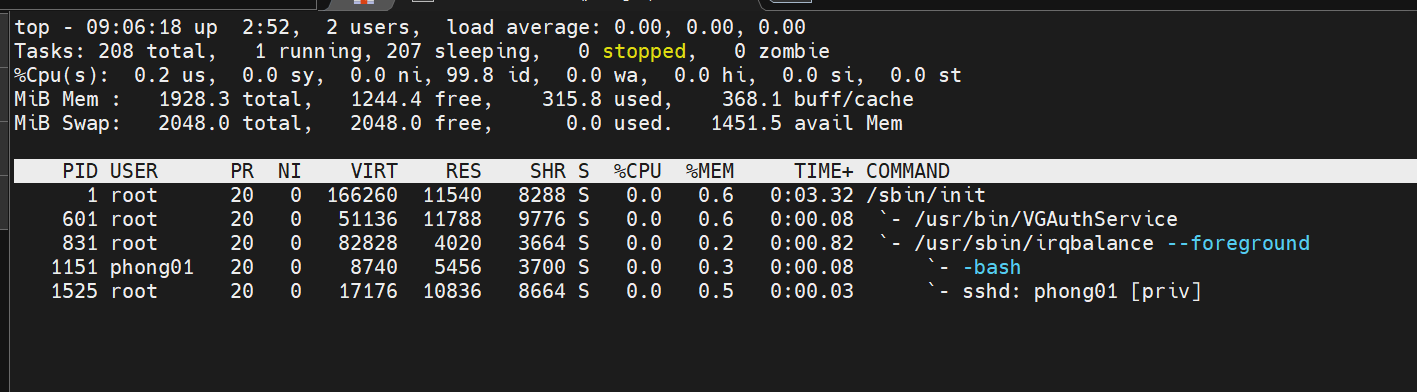 top - 09:06:18 up  2:52,  2 users,  load average: 0.00, 0.00, 0.00
Tasks: 208 total,   1 running, 207 sleeping,   0 stopped,   0 zombie
%Cpu(s):  0.2 us,  0.0 sy,  0.0 ni, 99.8 id,  0.0 wa,  0.0 hi,  0.0 si,  0.0 st
MiB Mem :   1928.3 total,   1244.4 free,    315.8 used,    368.1 buff/cache
MiB Swap:   2048.0 total,   2048.0 free,      0.0 used.   1451.5 avail Mem
    PID USER      PR  NI    VIRT    RES    SHR S  %CPU  %MEM     TIME+ COMMAND
      1 root      20   0  166260  11540   8288 S   0.0   0.6   0:03.32 /sbin/init
    601 root      20   0   51136  11788   9776 S   0.0   0.6   0:00.08  `- /usr/bin/VGAuthService
    831 root      20   0   82828   4020   3664 S   0.0   0.2   0:00.82  `- /usr/sbin/irqbalance --foreground
   1151 phong01   20   0    8740   5456   3700 S   0.0   0.3   0:00.08      `- -bash
   1525 root      20   0   17176  10836   8664 S   0.0   0.5   0:00.03      `- sshd: phong01 [priv]